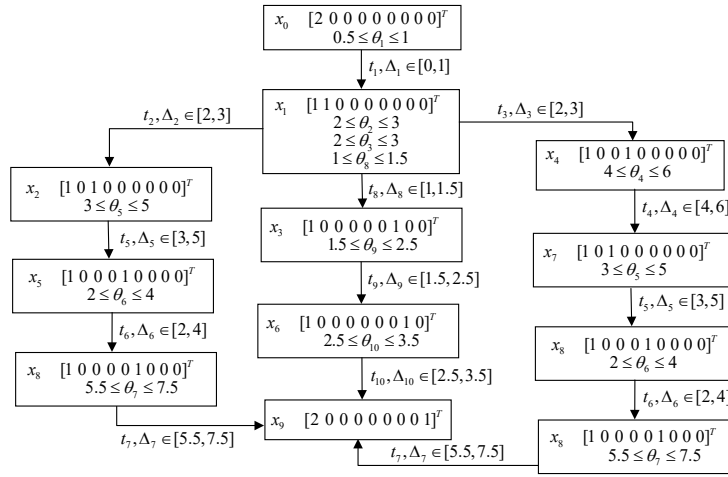 x₀ [2 0 0 0 0 0 0 0 0]ᵀ
0.5 ≤ θ₁ ≤ 1
t₁, Δ₁ ∈ [0,1]
x₁ [1 1 0 0 0 0 0 0 0]ᵀ
2 ≤ θ₂ ≤ 3
2 ≤ θ₃ ≤ 3
1 ≤ θ₈ ≤ 1.5
t₂, Δ₂ ∈ [2, 3]
t₃, Δ₃ ∈ [2, 3]
x₂ [1 0 1 0 0 0 0 0 0]ᵀ
3 ≤ θ₅ ≤ 5
t₈, Δ₈ ∈ [1,1.5]
x₄ [1 0 0 1 0 0 0 0 0]ᵀ
4 ≤ θ₄ ≤ 6
t₅, Δ₅ ∈ [3, 5]
x₃ [1 0 0 0 0 0 1 0 0]ᵀ
1.5 ≤ θ₉ ≤ 2.5
t₄, Δ₄ ∈ [4, 6]
x₅ [1 0 0 0 1 0 0 0 0]ᵀ
2 ≤ θ₆ ≤ 4
t₉, Δ₉ ∈ [1.5, 2.5]
x₇ [1 0 1 0 0 0 0 0 0]ᵀ
3 ≤ θ₅ ≤ 5
t₆, Δ₆ ∈ [2, 4]
x₆ [1 0 0 0 0 0 0 1 0]ᵀ
2.5 ≤ θ₁₀ ≤ 3.5
t₅, Δ₅ ∈ [3, 5]
x₈ [1 0 0 0 0 1 0 0 0]ᵀ
5.5 ≤ θ₇ ≤ 7.5
t₁₀, Δ₁₀ ∈ [2.5, 3.5]
x₈ [1 0 0 0 1 0 0 0 0]ᵀ
2 ≤ θ₆ ≤ 4
t₆, Δ₆ ∈ [2, 4]
x₉ [2 0 0 0 0 0 0 0 1]ᵀ
t₇, Δ₇ ∈ [5.5, 7.5]
t₇, Δ₇ ∈ [5.5, 7.5]
x₈ [1 0 0 0 0 1 0 0 0]ᵀ
5.5 ≤ θ₇ ≤ 7.5